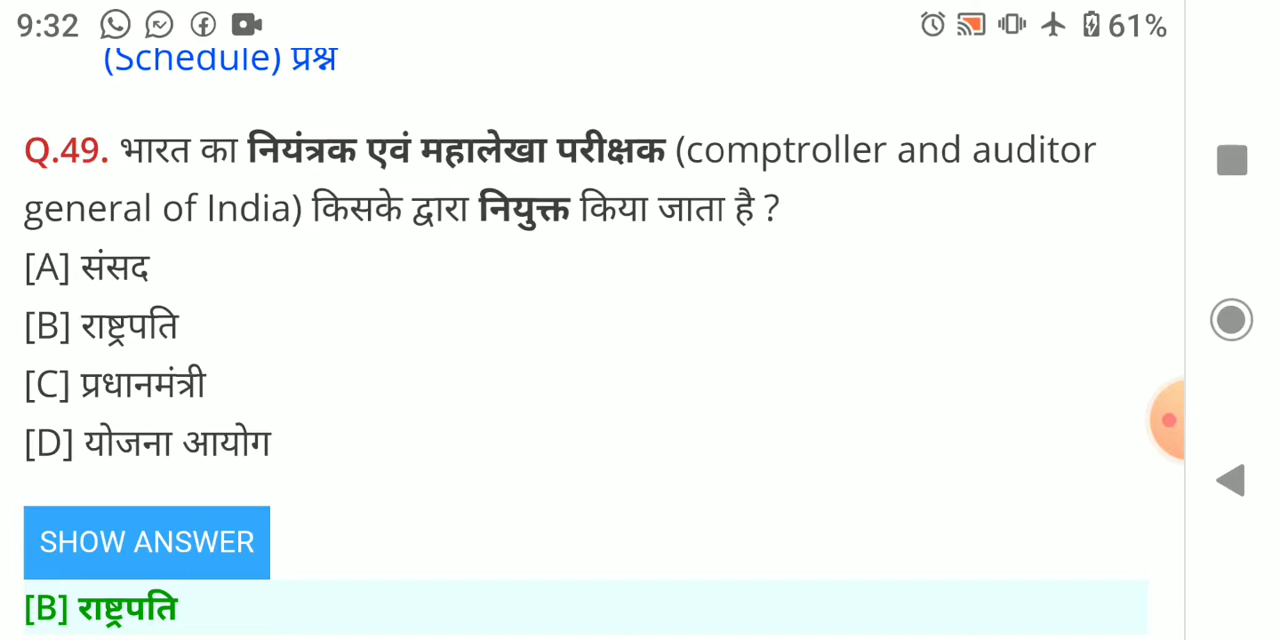 9:32 61%
(Schedule) प्रश्न
Q.49. भारत का नियंत्रक एवं महालेखा परीक्षक (comptroller and auditor
general of India) किसके द्वारा नियुक्त किया जाता है ?
[A] संसद
[B] राष्ट्रपति
[C] प्रधानमंत्री
[D] योजना आयोग
SHOW ANSWER
[B] राष्ट्रपति